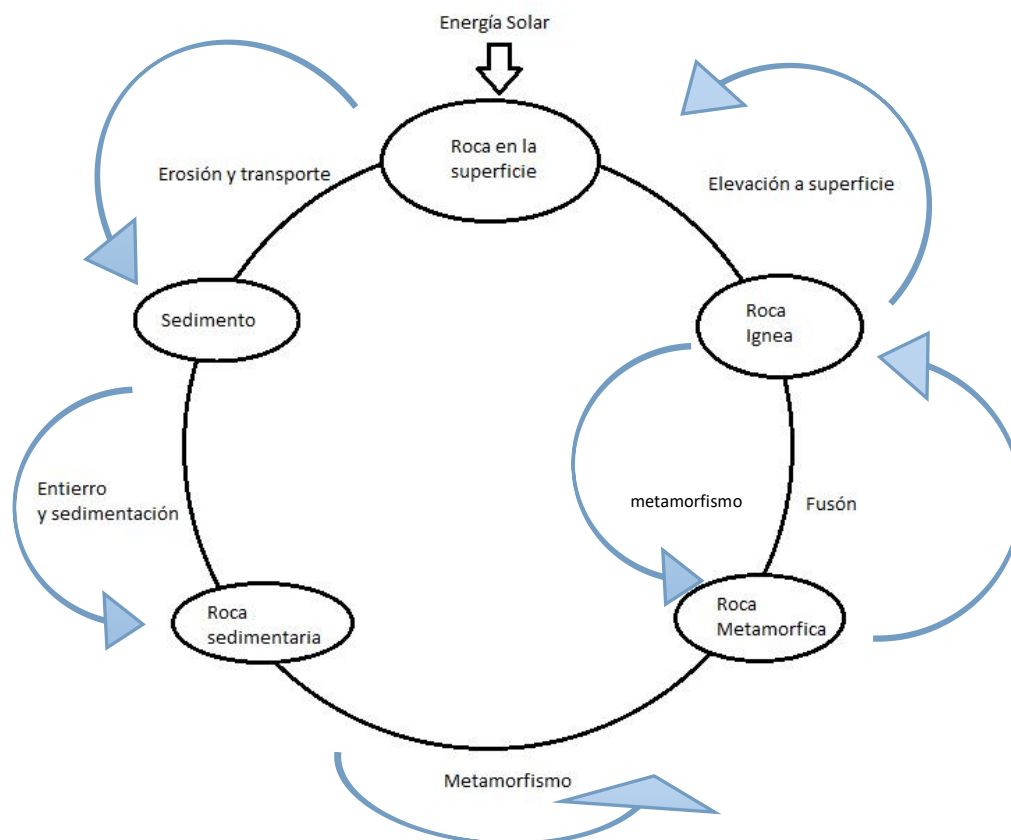 Energía Solar
Roca en la
superficie
Erosión y transporte
Elevación a superficie
Sedimento
Roca
Ignea
Entierro
y sedimentación
metamorfismo
Fusón
Roca
sedimentaria
Roca
Metamorfica
Metamorfismo